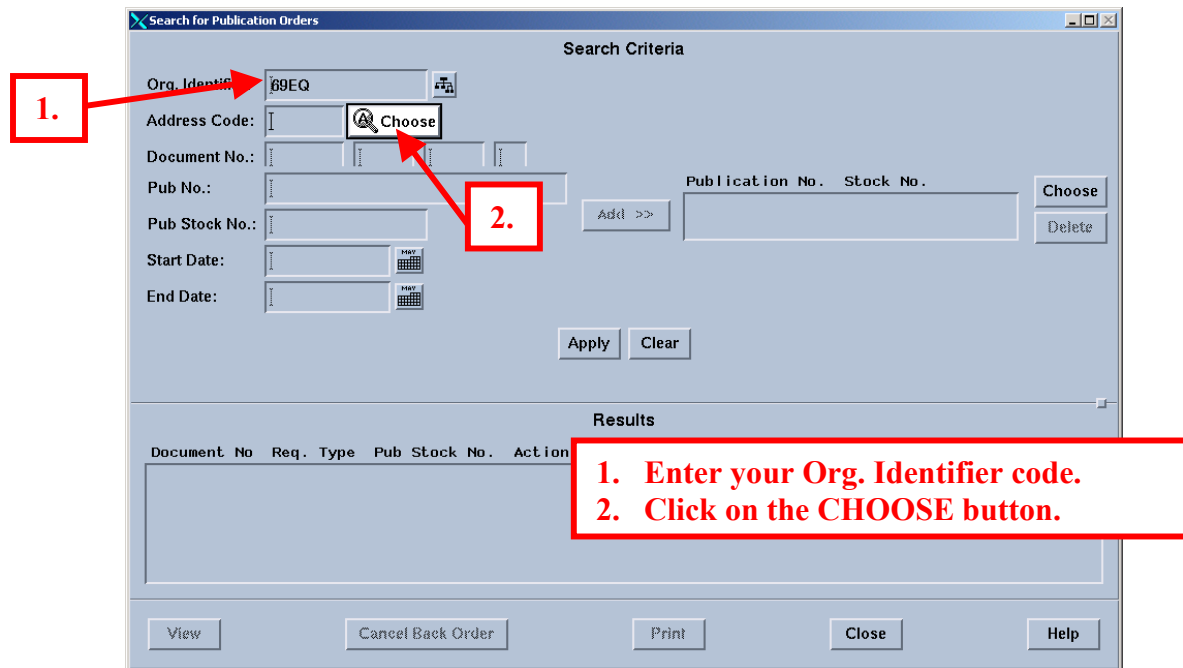 Search for Publication Orders
Search Criteria
Org. Identifier: 69EQ
1.
Address Code: Choose
Document No.:
Pub No.:
Publication No. Stock No.
Choose
2.
Add >>
Pub Stock No.:
Delete
Start Date: MAY
End Date: MAY
Apply Clear
Results
Document No Req. Type Pub Stock No. Action
1. Enter your Org. Identifier code.
2. Click on the CHOOSE button.
View Cancel Back Order Print Close Help